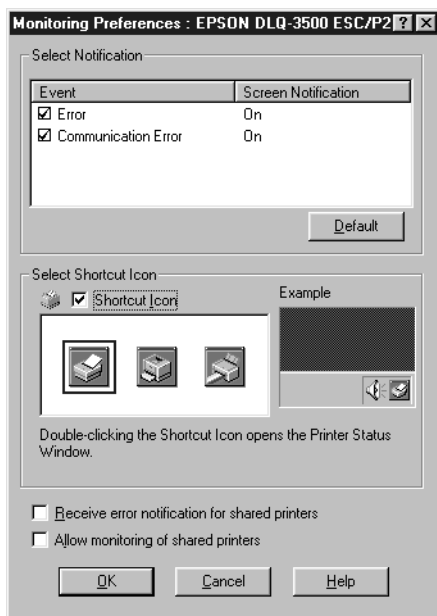 Monitoring Preferences : EPSON DLQ-3500 ESC/P2 ? X
Select Notification
Event Screen Notification
Error On
Communication Error On
Default
Select Shortcut Icon
Shortcut Icon
Example
Double-clicking the Shortcut Icon opens the Printer Status
Window.
Receive error notification for shared printers
Allow monitoring of shared printers
OK Cancel Help